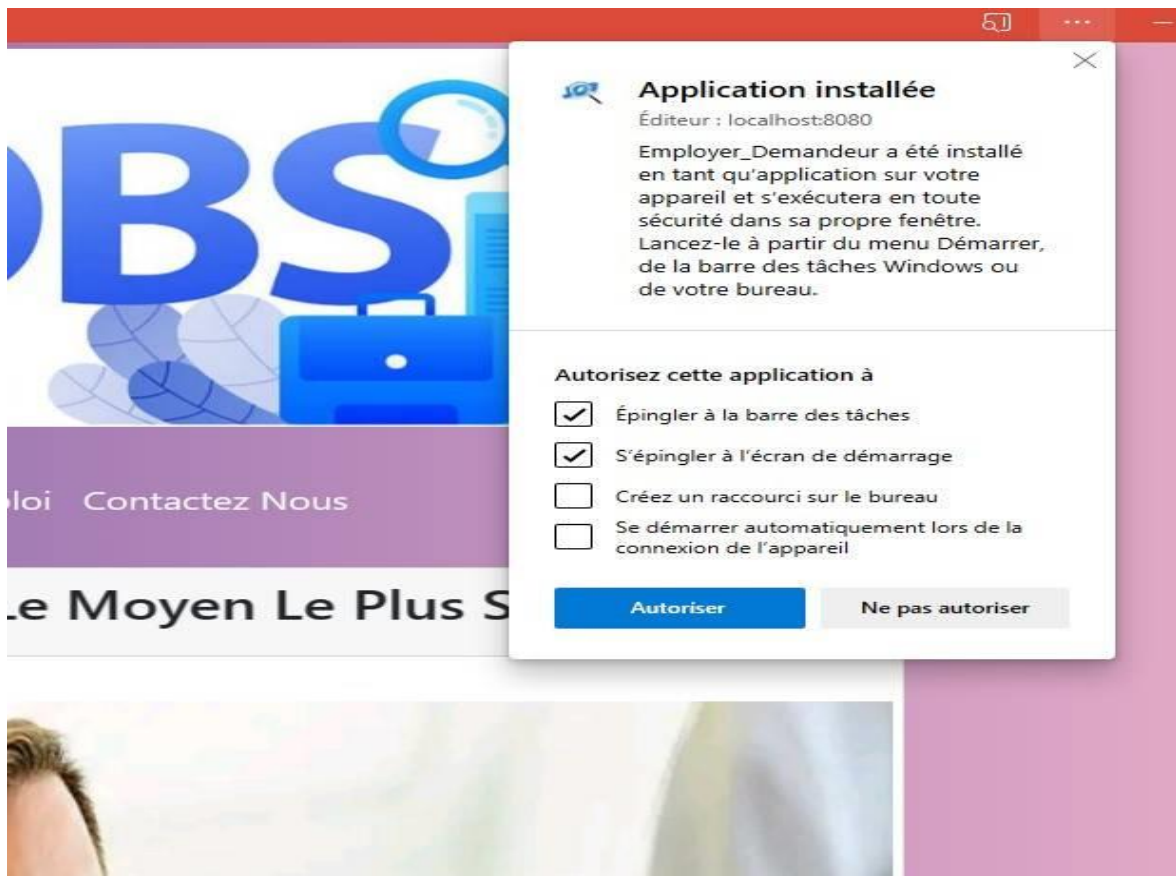 OBS
Application installée
Éditeur : localhost:8080
Employer_Demandeur a été installé
en tant qu'application sur votre
appareil et s'exécutera en toute
sécurité dans sa propre fenêtre.
Lancez-le à partir du menu Démarrer,
de la barre des tâches Windows ou
de votre bureau.
Autorisez cette application à
Épingler à la barre des tâches
S'épingler à l'écran de démarrage
Créez un raccourci sur le bureau
Se démarrer automatiquement lors de la
connexion de l'appareil
Autoriser
Ne pas autoriser
loi Contactez Nous
Le Moyen Le Plus S